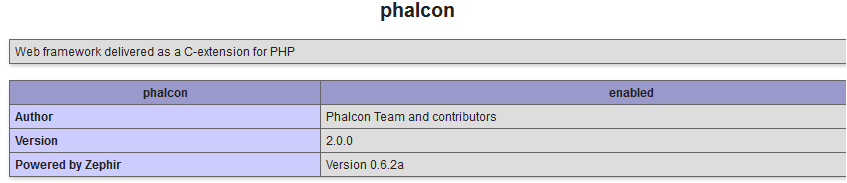 phalcon
Web framework delivered as a C-extension for PHP
phalcon enabled
Author Phalcon Team and contributors
Version 2.0.0
Powered by Zephir Version 0.6.2a